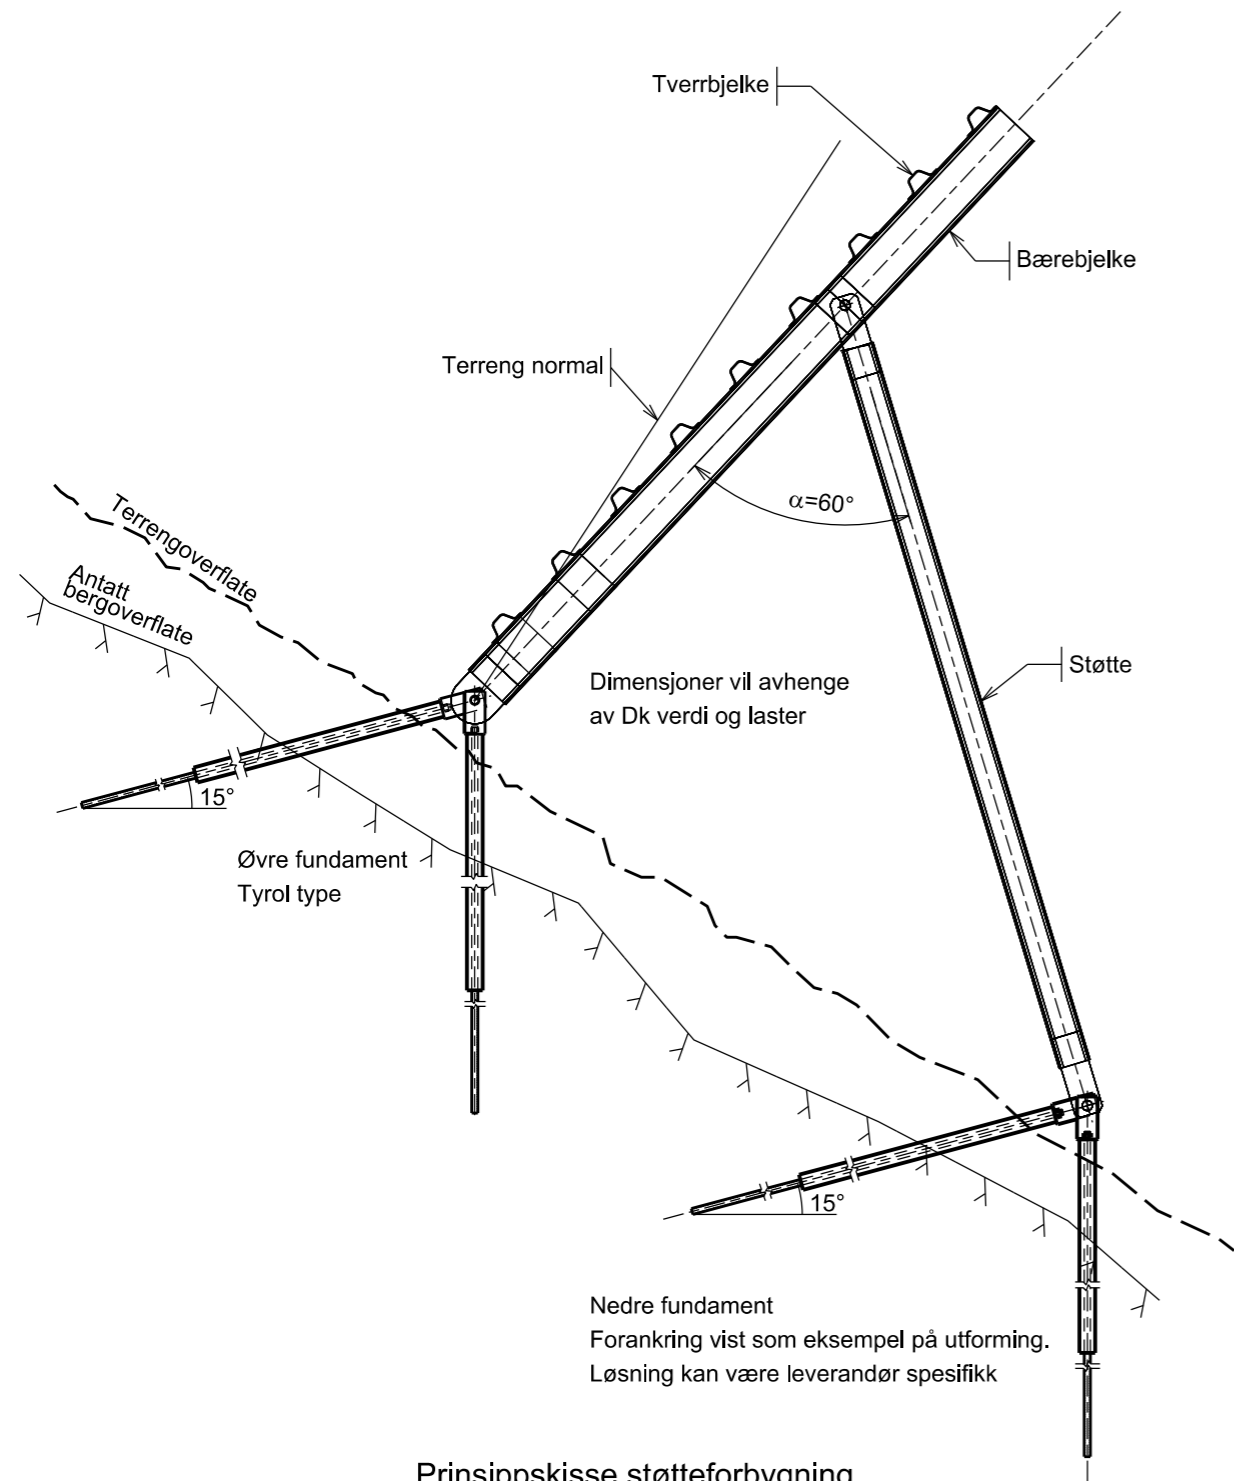 Tverrbjelke
Bærebjelke
Terreng normal
α=60°
Terrengoverflate
Antatt
bergoverflate
Støtte
Dimensjoner vil avhenge
av Dk verdi og laster
15°
Øvre fundament
Tyrol type
15°
Nedre fundament
Forankring vist som eksempel på utforming.
Løsning kan være leverandør spesifikk
Prinsippskisse støtteforbygning